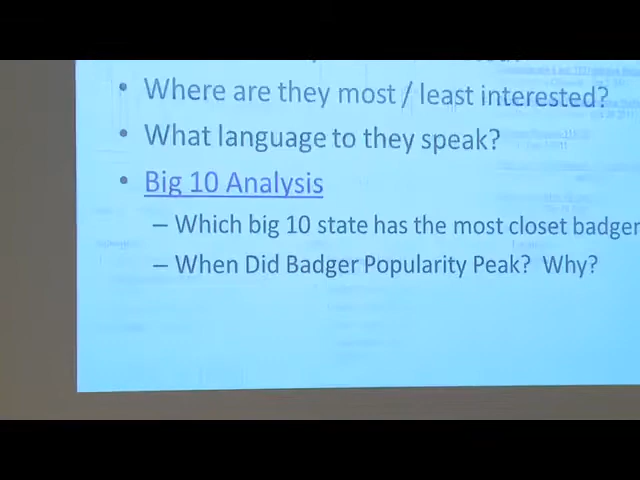 • Where are they most / least interested?
• What language to they speak?
• Big 10 Analysis
– Which big 10 state has the most closet badger
– When Did Badger Popularity Peak? Why?